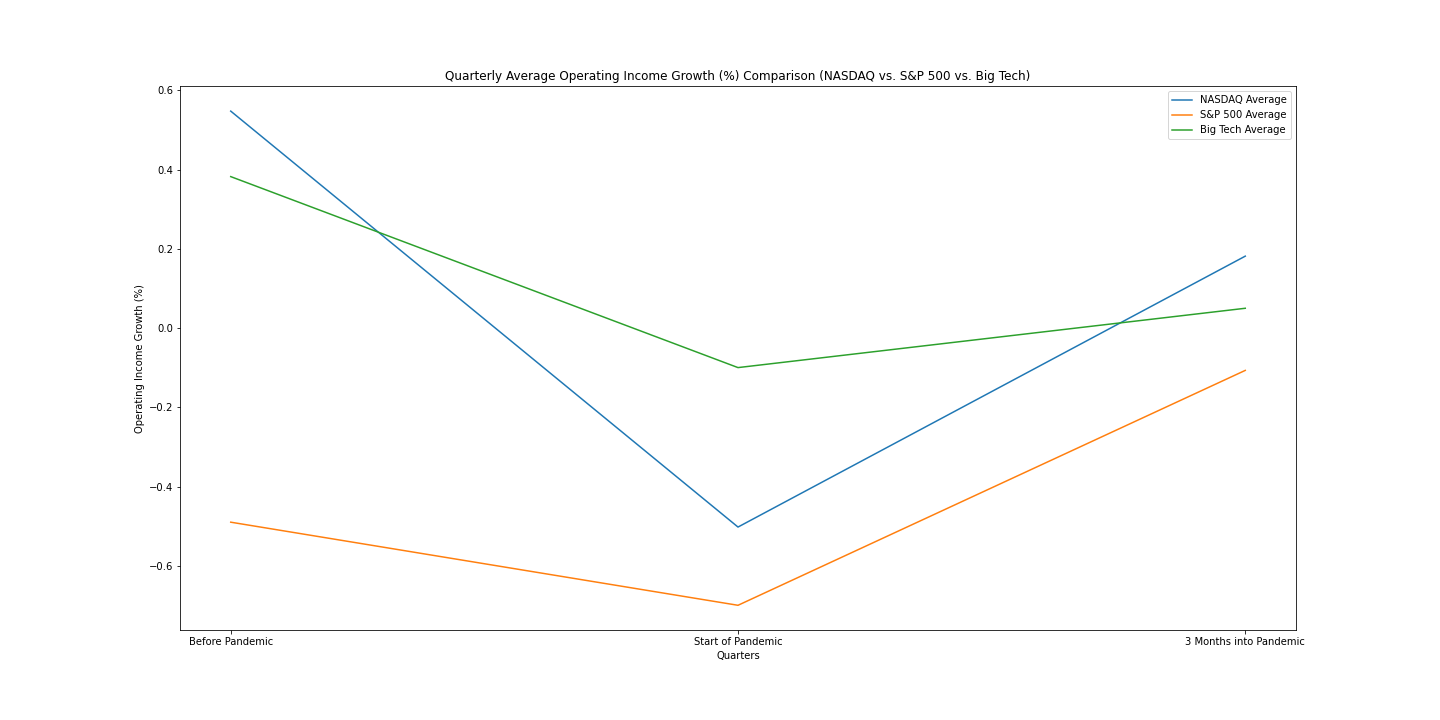 Quarterly Average Operating Income Growth (%) Comparison (NASDAQ vs. S&P 500 vs. Big Tech)
NASDAQ Average
S&P 500 Average
Big Tech Average
Operating Income Growth (%)
0.6
0.4
0.2
0.0
−0.2
−0.4
−0.6
Before Pandemic
Start of Pandemic
3 Months into Pandemic
Quarters